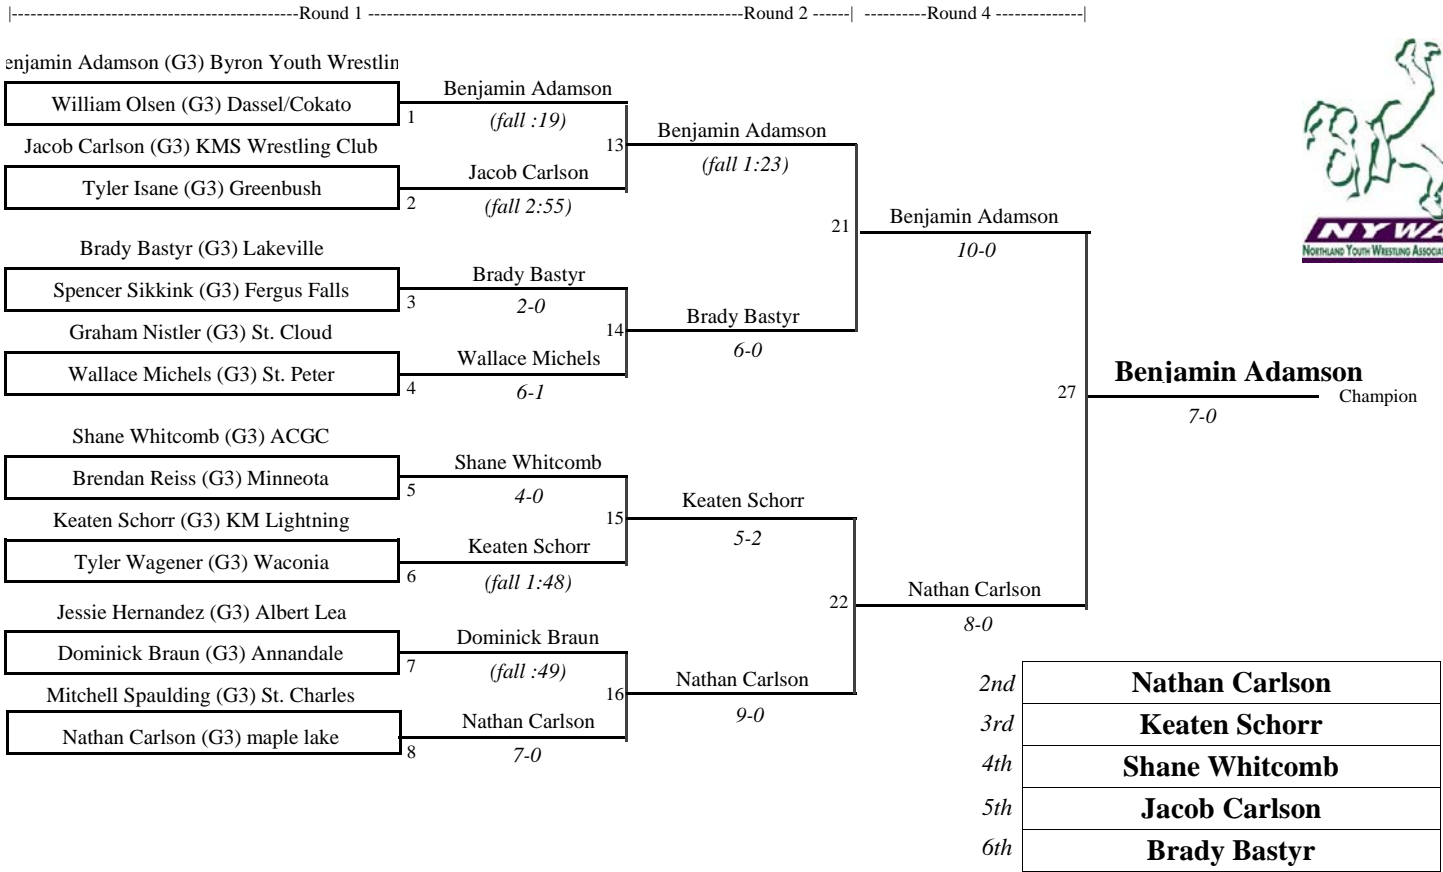 |----------------------------------------------Round 1 ------------------------------------------------------------Round 2 ------| ----------Round 4 --------------|
enjamin Adamson (G3) Byron Youth Wrestlin
William Olsen (G3) Dassel/Cokato
1
Jacob Carlson (G3) KMS Wrestling Club
Tyler Isane (G3) Greenbush
2
Brady Bastyr (G3) Lakeville
Spencer Sikkink (G3) Fergus Falls
3
Graham Nistler (G3) St. Cloud
Wallace Michels (G3) St. Peter
4
Shane Whitcomb (G3) ACGC
Brendan Reiss (G3) Minneota
5
Keaten Schorr (G3) KM Lightning
Tyler Wagener (G3) Waconia
6
Jessie Hernandez (G3) Albert Lea
Dominick Braun (G3) Annandale
7
Mitchell Spaulding (G3) St. Charles
Nathan Carlson (G3) maple lake
8
Benjamin Adamson
(fall :19)
13
Jacob Carlson
(fall 2:55)
Brady Bastyr
2-0
14
Wallace Michels
6-1
Shane Whitcomb
4-0
15
Keaten Schorr
(fall 1:48)
Dominick Braun
(fall :49)
16
Nathan Carlson
7-0
Benjamin Adamson
(fall 1:23)
21
Brady Bastyr
6-0
Keaten Schorr
5-2
22
Nathan Carlson
9-0
Benjamin Adamson
10-0
27
Nathan Carlson
8-0
Benjamin Adamson
Champion
7-0
NYWA
NORTHLAND YOUTH WRESTLING ASSOCIAT
2nd Nathan Carlson
3rd Keaten Schorr
4th Shane Whitcomb
5th Jacob Carlson
6th Brady Bastyr